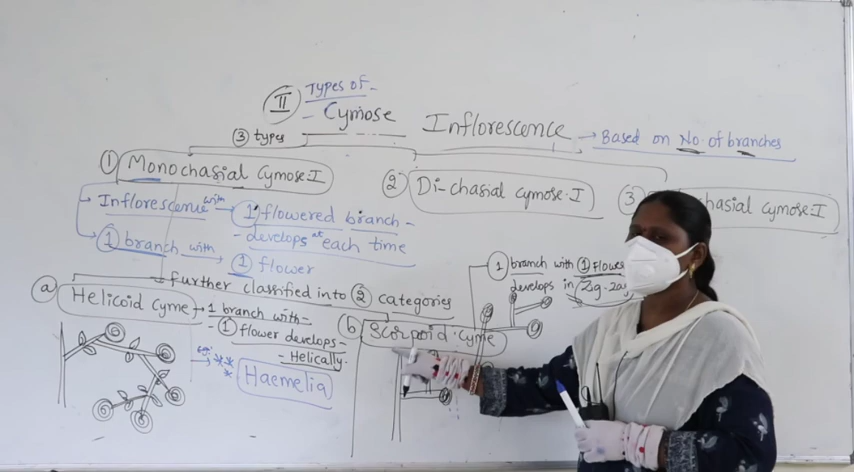 II Types of -
- Cymose Inflorescence → Based on No. of branches
③ types
① Monochasial Cymose.I
② Di-chasial Cymose.I
③ chasial Cymose.I
→ Inflorescence with → 1 flowered branch -
- develops at each time
→ ① branch with → ① flower
further classified into ② categories
ⓐ Helicoid Cyme → 1 branch with -
- ① flower develops -
- Helically.
→ eg: ***
Haemelia
ⓑ Scorpoid Cyme
① branch with ① Flower
develops in Zig-zag